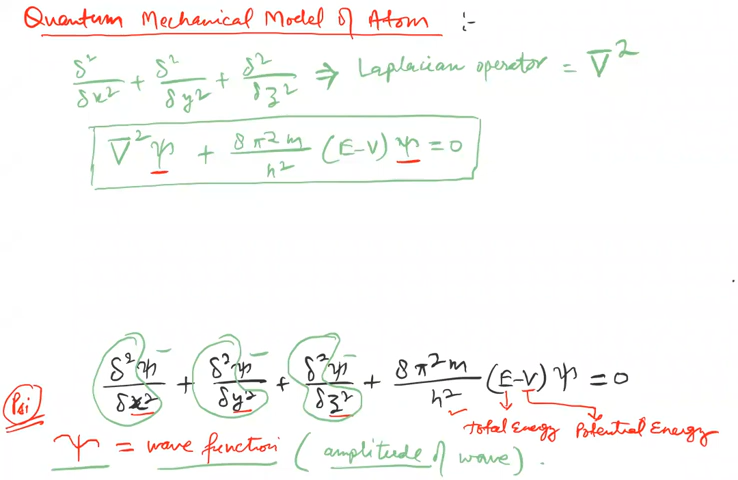 Quantum Mechanical Model of Atom :-
δ²/δx² + δ²/δy² + δ²/δz² ⇒ Laplacian operator = ∇²
∇²ψ + 8π²m/h² (E-V) ψ = 0
δ²ψ/δx² + δ²ψ/δy² + δ²ψ/δz² + 8π²m/h² (E-V) ψ = 0
Psi
Total Energy Potential Energy
ψ = wave function (amplitude of wave).